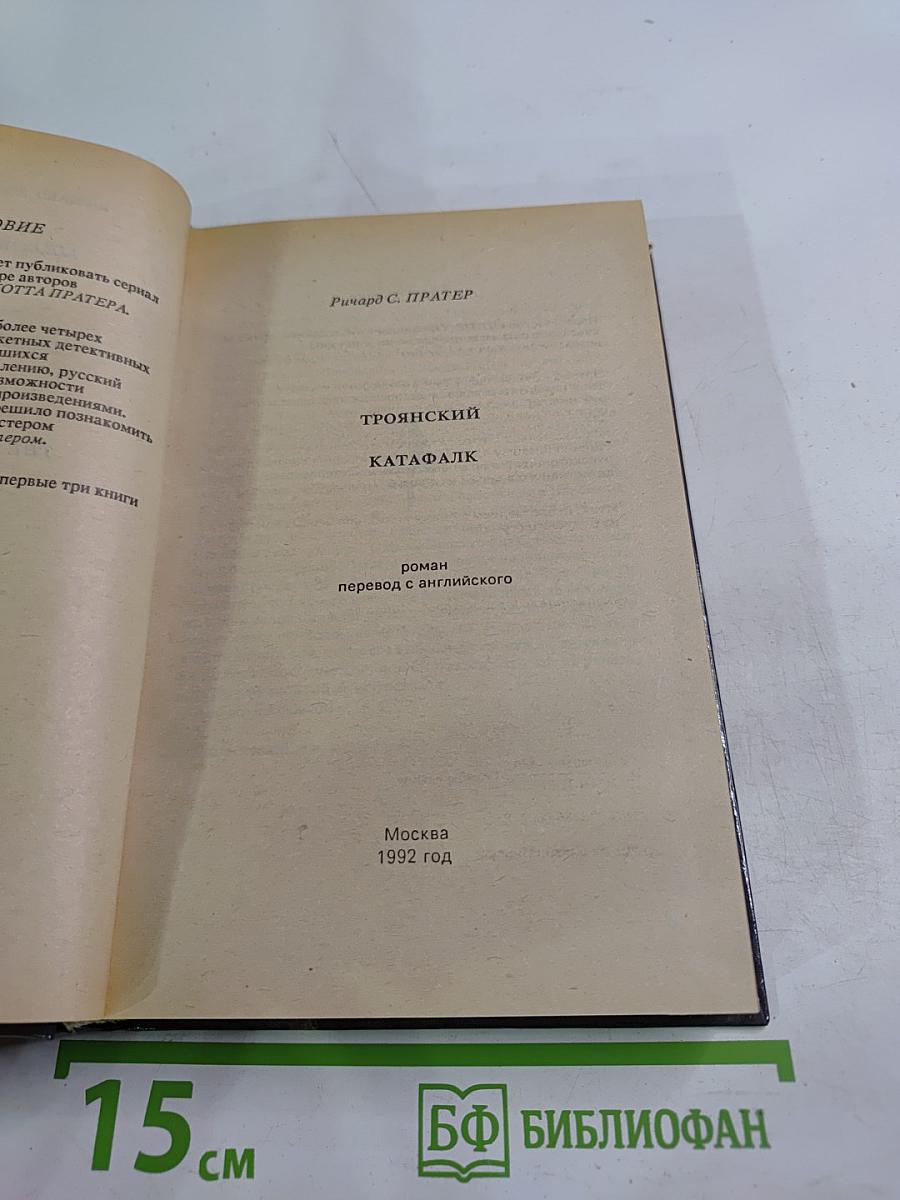 ОВИЕ
ет публиковать сериал
ре авторов
ОТТА ПРАТЕРА.
более четырех
кетных детективных
шихся
лению, русский
зможности
произведениями.
решило познакомить
стером
тером.
первые три книги
Ричард С. ПРАТЕР
ТРОЯНСКИЙ
КАТАФАЛК
роман
перевод с английского
Москва
1992 год
15 см
БФ БИБЛИОФАН